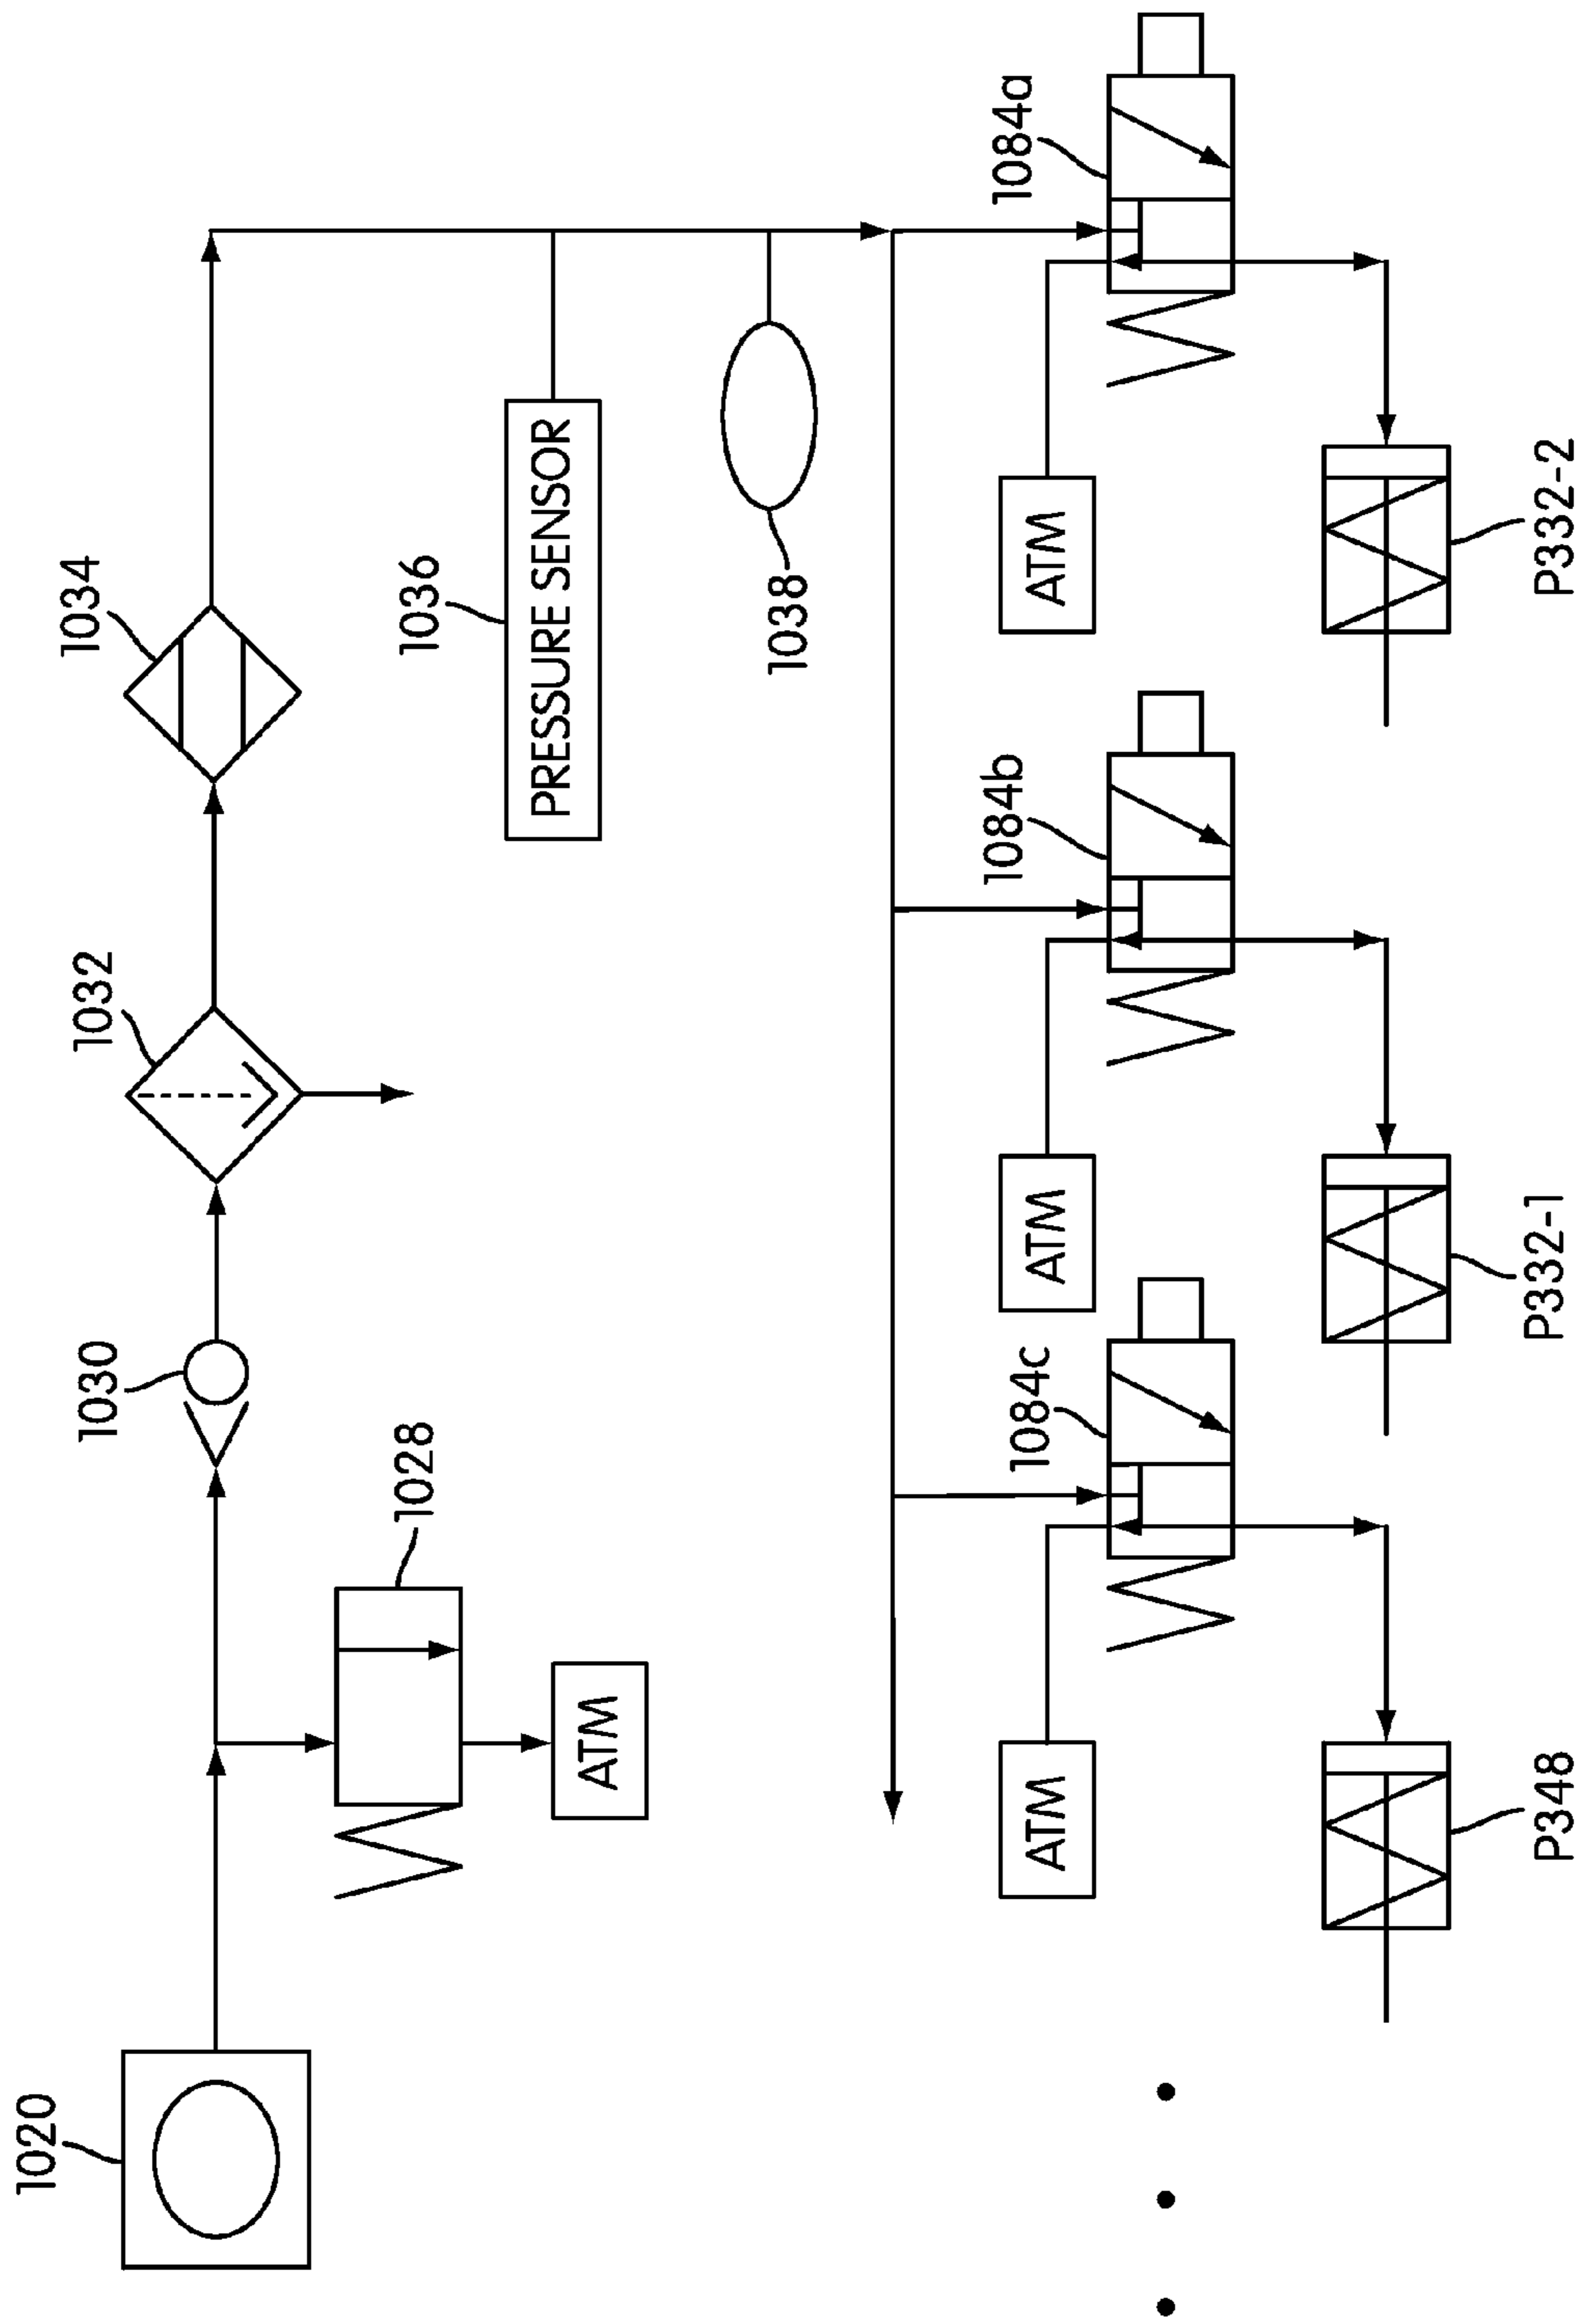 1020
1028
ATM
1030
1032
1034
1036
PRESSURE SENSOR
1038
1084c
1084b
1084a
ATM
ATM
ATM
P348
P332-1
P332-2